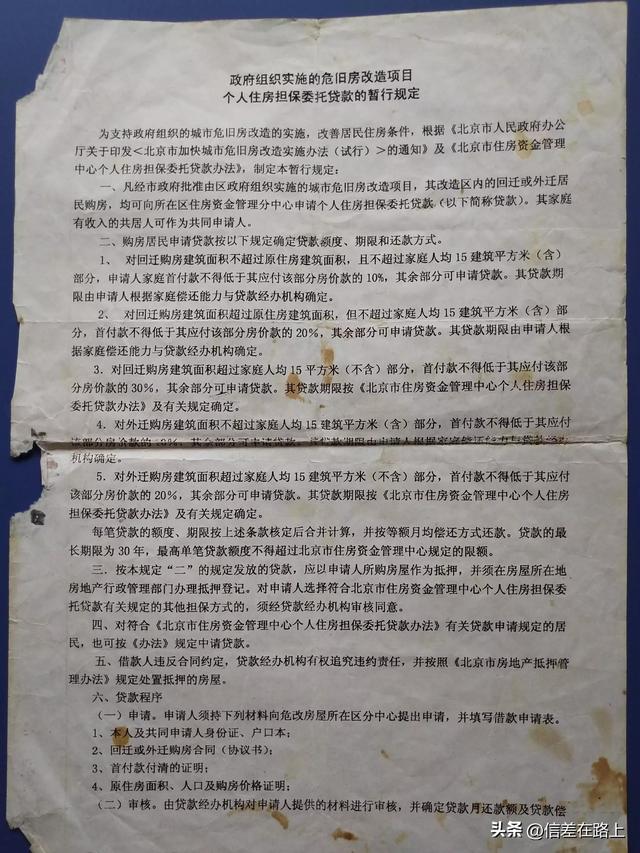 政府组织实施的危旧房改造项目
个人住房担保委托贷款的暂行规定
为支持政府组织的城市危旧房改造的实施，改善居民住房条件，根据《北京市人民政府办公
厅关于印发<北京市加快城市危旧房改造实施办法（试行）>的通知》及《北京市住房资金管理
中心个人住房担保委托贷款办法》，制定本暂行规定：
一、凡经市政府批准由区政府组织实施的城市危旧房改造项目，其改造区内的回迁或外迁居
民购房，均可向所在区住房资金管理分中心申请个人住房担保委托贷款（以下简称贷款）。其家庭
有收入的共居人可作为共同申请人。
二、购房居民申请贷款按以下规定确定贷款额度、期限和还款方式。
1、 对回迁购房建筑面积不超过原住房建筑面积，且不超过家庭人均 15 建筑平方米（含）
部分，申请人家庭首付款不得低于其应付该部分房价的 10%，其余部分可申请贷款。其贷款期
限由申请人根据家庭偿还能力与贷款经办机构确定。
2、 对回迁购房建筑面积超过原住房建筑面积，但不超过家庭人均 15 建筑平方米（含）部
分，首付款不得低于其应付该部分房价款的 20%，其余部分可申请贷款。其贷款期限由申请人根
据家庭偿还能力与贷款经办机构确定。
3．对回迁购房建筑面积超过家庭人均 15 平方米（不含）部分，首付款不得低于其应付该部
分房价款的 30%，其余部分可申请贷款。其贷款期限按《北京市住房资金管理中心个人住房担保
委托贷款办法》及有关规定确定。
4．对外迁购房建筑面积不超过家庭人均 15 建筑平方米（含）部分，首付款不得低于其应付
该部分房价款的 10%，其余部分可申请贷款。其贷款期限由申请人根据家庭偿还能力与贷款经办
机构确定。
5．对外迁购房建筑面积超过家庭人均 15 建筑平方米（不含）部分，首付款不得低于其应付
该部分房价款的 20%，其余部分可申请贷款。其贷款期限按《北京市住房资金管理中心个人住房
担保委托贷款办法》及有关规定确定。
每笔贷款的额度、期限按上述条款核定后合并计算，并按等额月均偿还方式还款。贷款的最
长期限为 30 年，最高单笔贷款额度不得超过北京市住房资金管理中心规定的限额。
三．按本规定“二”的规定发放的贷款，应以申请人所购房屋作为抵押，并须在房屋所在地
房地产行政管理部门办理抵押登记。对申请人选择符合北京市住房资金管理中心个人住房担保委
托贷款有关规定的其他担保方式的，须经贷款经办机构审核同意。
四、对符合《北京市住房资金管理中心个人住房担保委托贷款办法》有关贷款申请规定的居
民，也可按《办法》规定申请贷款。
五、借款人违反合同约定，贷款经办机构有权追究违约责任，并按照《北京市房地产抵押管
理办法》规定处置抵押的房屋。
六、贷款程序
（一）申请。申请人须持下列材料向危改房屋所在区分中心提出申请，并填写借款申请表。
1、本人及共同申请人身份证、户口本；
2、回迁或外迁购房合同（协议书）；
3、首付款付清的证明；
4、原住房面积、人口及购房价格证明；
（二）审核。由贷款经办机构对申请人提供的材料进行审核，并确定贷款月还款额及贷款偿
头条 @信差在路上